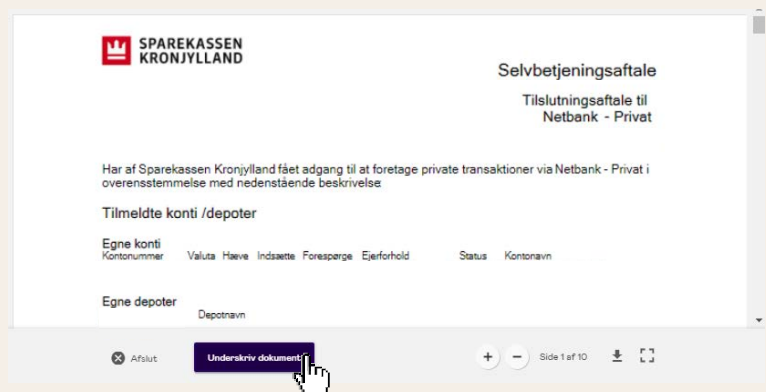 SPAREKASSEN
KRONJYLLAND
Selvbetjeningsaftale
Tilslutningsaftale til
Netbank - Privat
Har af Sparekassen Kronjylland fået adgang til at foretage private transaktioner via Netbank - Privat i
overensstemmelse med nedenstående beskrivelse:
Tilmeldte konti /depoter
Egne konti
Kontonummer Valuta Hæve Indsætte Forespørge Ejerforhold Status Kontonavn
Egne depoter
Depotnavn
Afslut Underskriv dokument Side 1 af 10